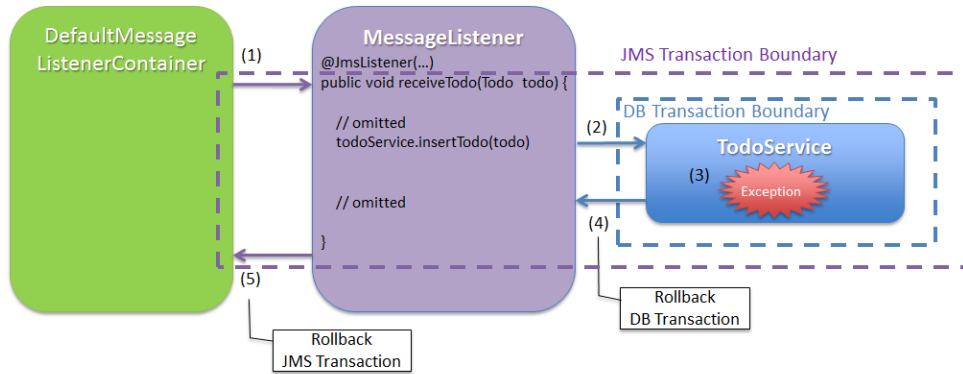 DefaultMessage
ListenerContainer
(1)
MessageListener
@JmsListener(...)
public void receiveTodo(Todo todo) {
// omitted
todoService.insertTodo(todo)
// omitted
}
JMS Transaction Boundary
DB Transaction Boundary
(2)
TodoService
(3)
Exception
(4)
Rollback
DB Transaction
(5)
Rollback
JMS Transaction